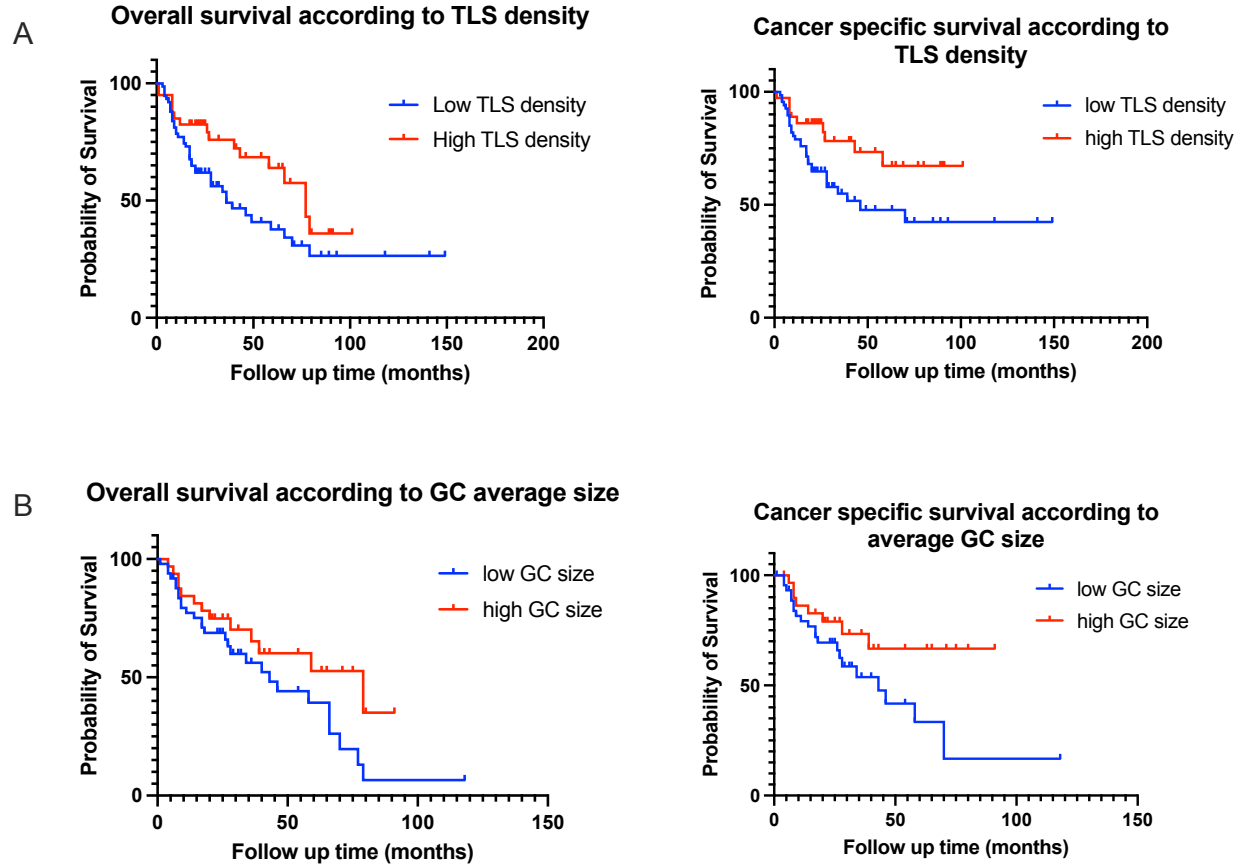 A
Overall survival according to TLS density
Probability of Survival
100
50
0
Low TLS density
High TLS density
0 50 100 150 200
Follow up time (months)
Cancer specific survival according to
TLS density
Probability of Survival
100
50
0
low TLS density
high TLS density
0 50 100 150 200
Follow up time (months)
B
Overall survival according to GC average size
Probability of Survival
100
50
0
low GC size
high GC size
0 50 100 150
Follow up time (months)
Cancer specific survival according to
average GC size
Probability of Survival
100
50
0
low GC size
high GC size
0 50 100 150
Follow up time (months)